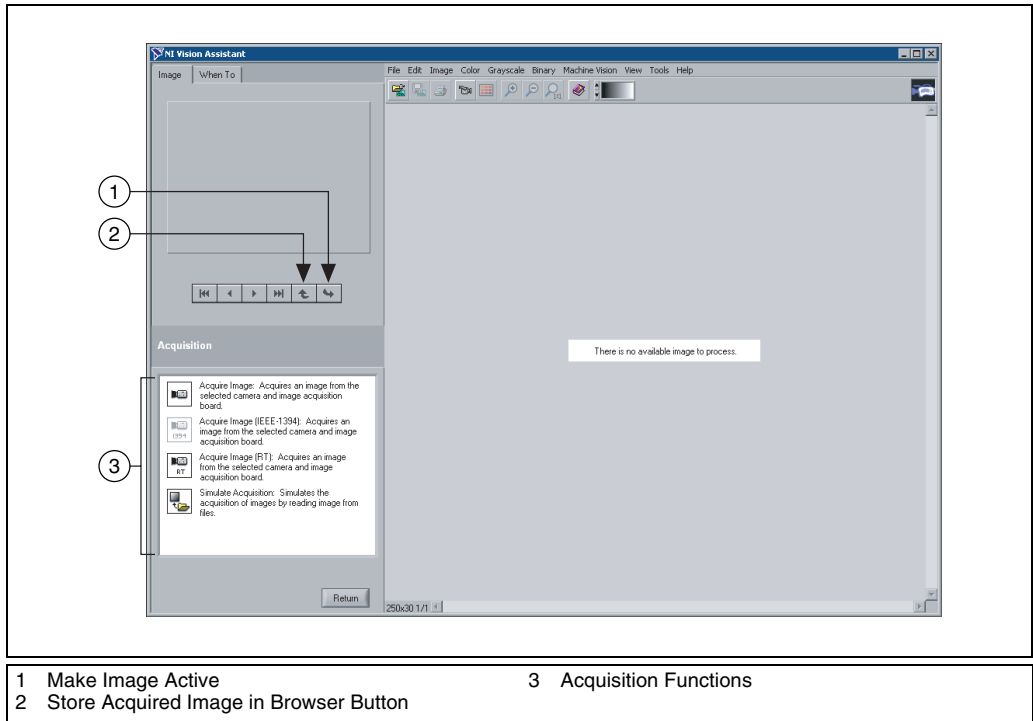 NI Vision Assistant
Image When To
File Edit Image Color Grayscale Binary Machine Vision View Tools Help
1
2
Acquisition
There is no available image to process.
3
Acquire Image: Acquires an image from the
selected camera and image acquisition
board.
1394
Acquire Image (IEEE-1394): Acquires an
image from the selected camera and image
acquisition board.
RT
Acquire Image (RT): Acquires an image
from the selected camera and image
acquisition board.
Simulate Acquisition: Simulates the
acquisition of images by reading image from
files.
Return
250x30 1/1
1 Make Image Active
2 Store Acquired Image in Browser Button
3 Acquisition Functions